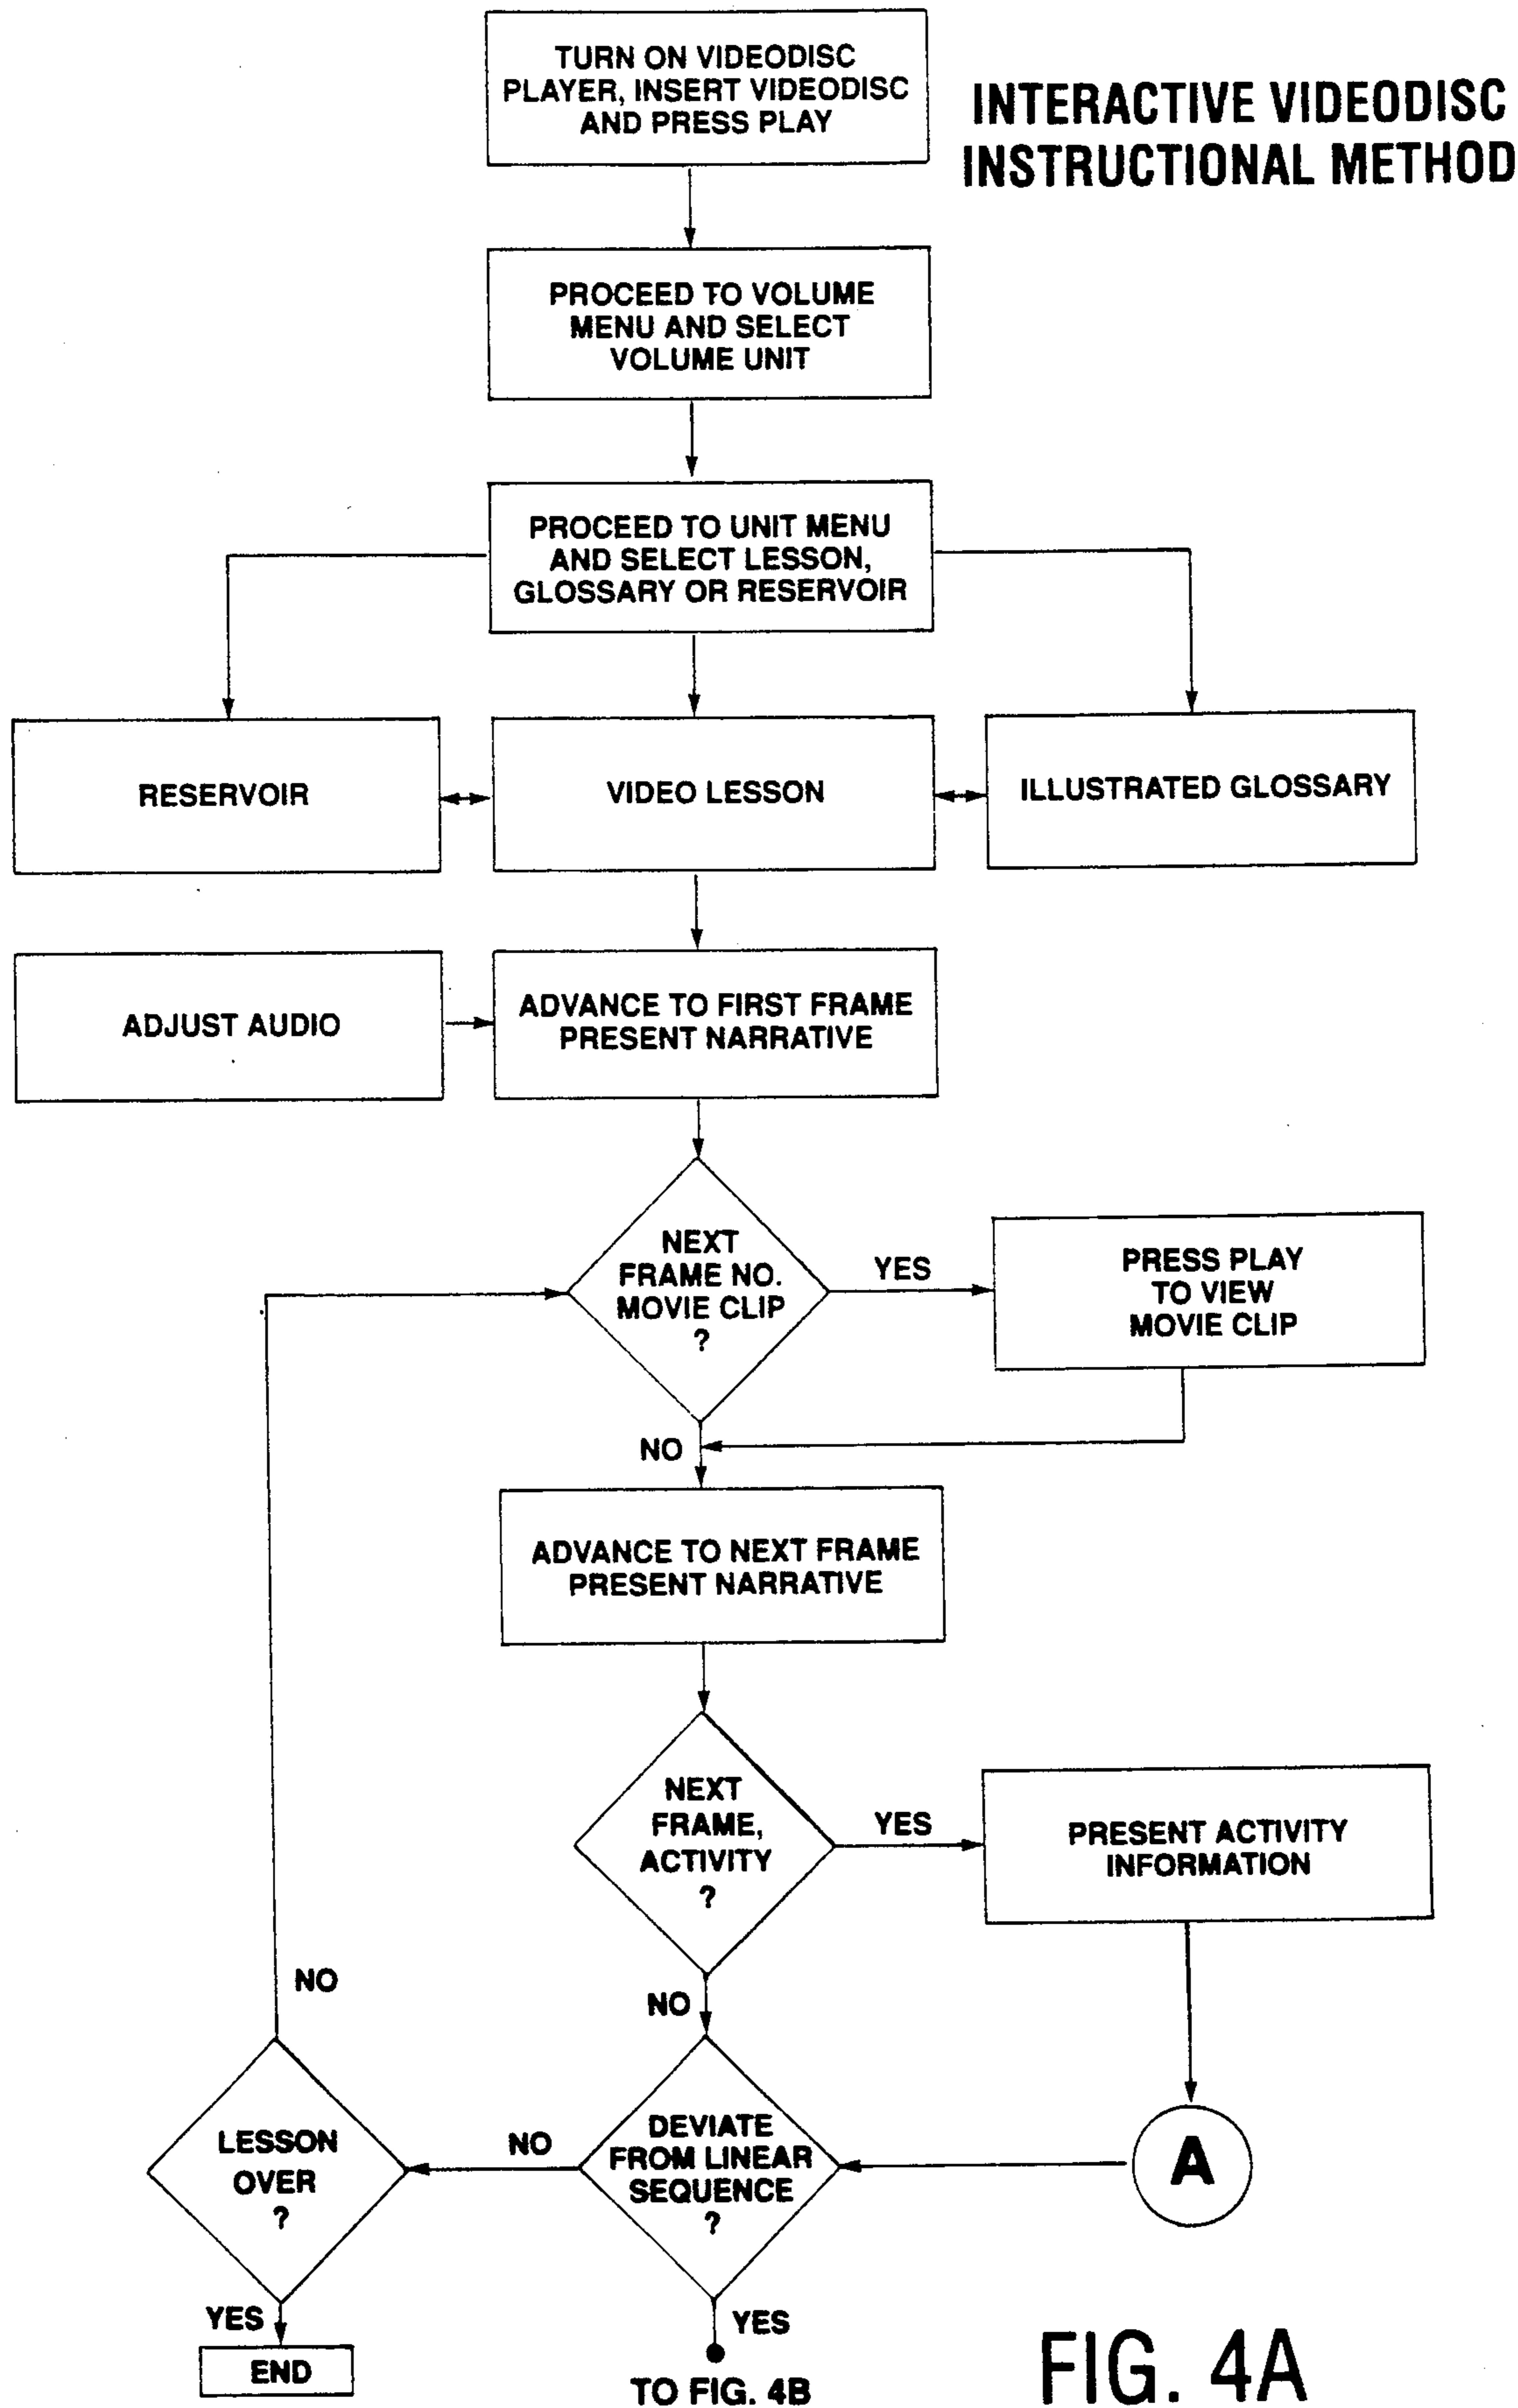 TURN ON VIDEODISC
PLAYER, INSERT VIDEODISC
AND PRESS PLAY
INTERACTIVE VIDEODISC
INSTRUCTIONAL METHOD
PROCEED TO VOLUME
MENU AND SELECT
VOLUME UNIT
PROCEED TO UNIT MENU
AND SELECT LESSON,
GLOSSARY OR RESERVOIR
RESERVOIR
VIDEO LESSON
ILLUSTRATED GLOSSARY
ADJUST AUDIO
ADVANCE TO FIRST FRAME
PRESENT NARRATIVE
NEXT
FRAME NO.
MOVIE CLIP
?
YES
PRESS PLAY
TO VIEW
MOVIE CLIP
NO
ADVANCE TO NEXT FRAME
PRESENT NARRATIVE
NEXT
FRAME,
ACTIVITY
?
YES
PRESENT ACTIVITY
INFORMATION
NO
NO
LESSON
OVER
?
NO
DEVIATE
FROM LINEAR
SEQUENCE
?
A
YES
END
YES
TO FIG. 4B
FIG. 4A